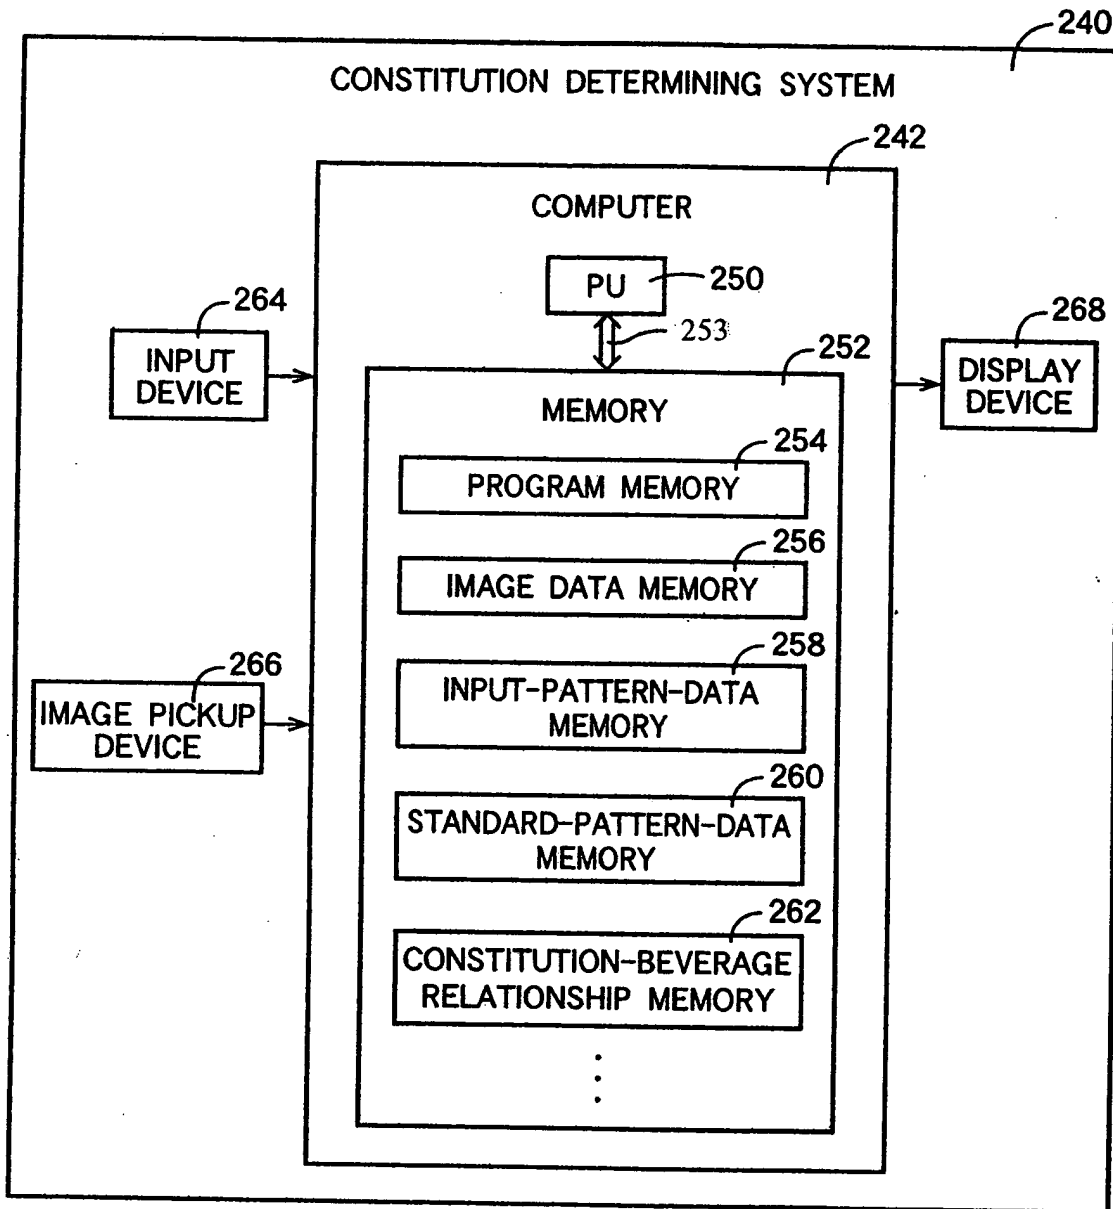 240
CONSTITUTION DETERMINING SYSTEM
242
COMPUTER
PU
250
253
264
INPUT
DEVICE
268
DISPLAY
DEVICE
252
MEMORY
254
PROGRAM MEMORY
256
IMAGE DATA MEMORY
258
INPUT-PATTERN-DATA
MEMORY
266
IMAGE PICKUP
DEVICE
260
STANDARD-PATTERN-DATA
MEMORY
262
CONSTITUTION-BEVERAGE
RELATIONSHIP MEMORY